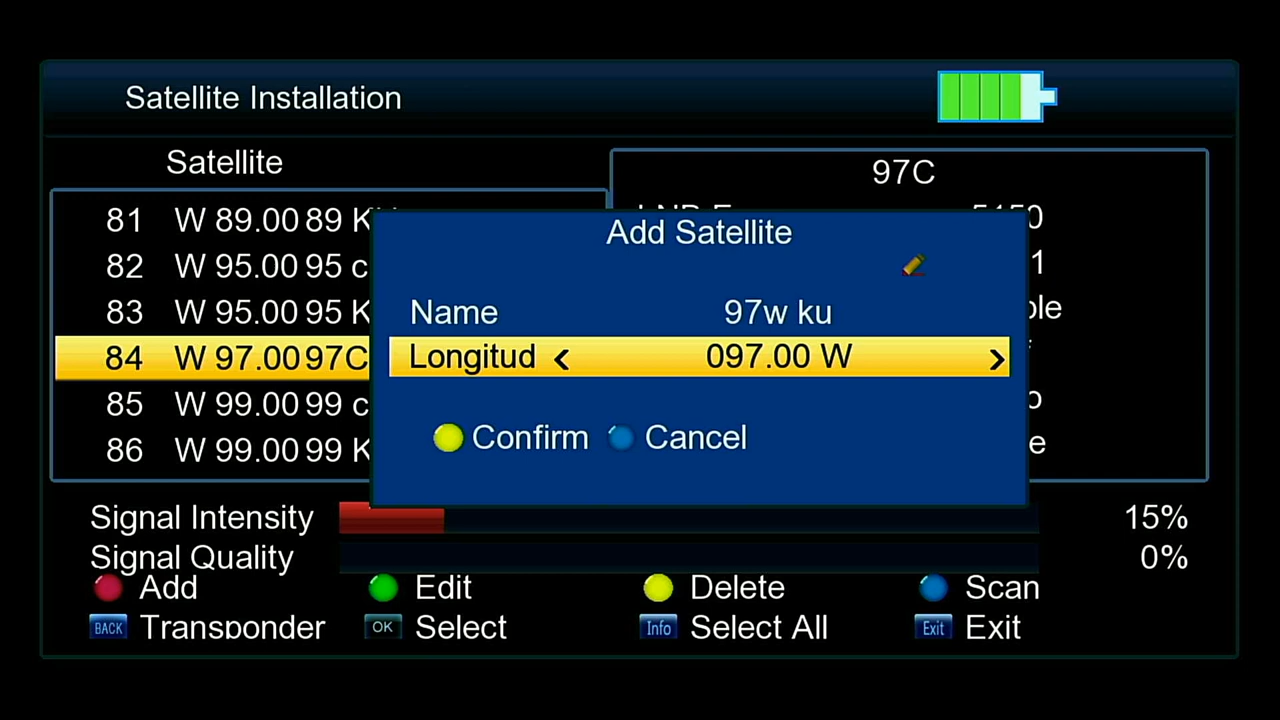 Satellite Installation
Satellite
97C
81 W 89.00 89
5150
Add Satellite
82 W 95.00 95 c
1
Name 97w ku
83 W 95.00 95 K
84 W 97.00 97C
Longitud < 097.00 W >
85 W 99.00 99 c
86 W 99.00 99 K
Confirm Cancel
Signal Intensity 15%
Signal Quality 0%
Add Edit Delete Scan
BACK Transponder OK Select Info Select All Exit Exit